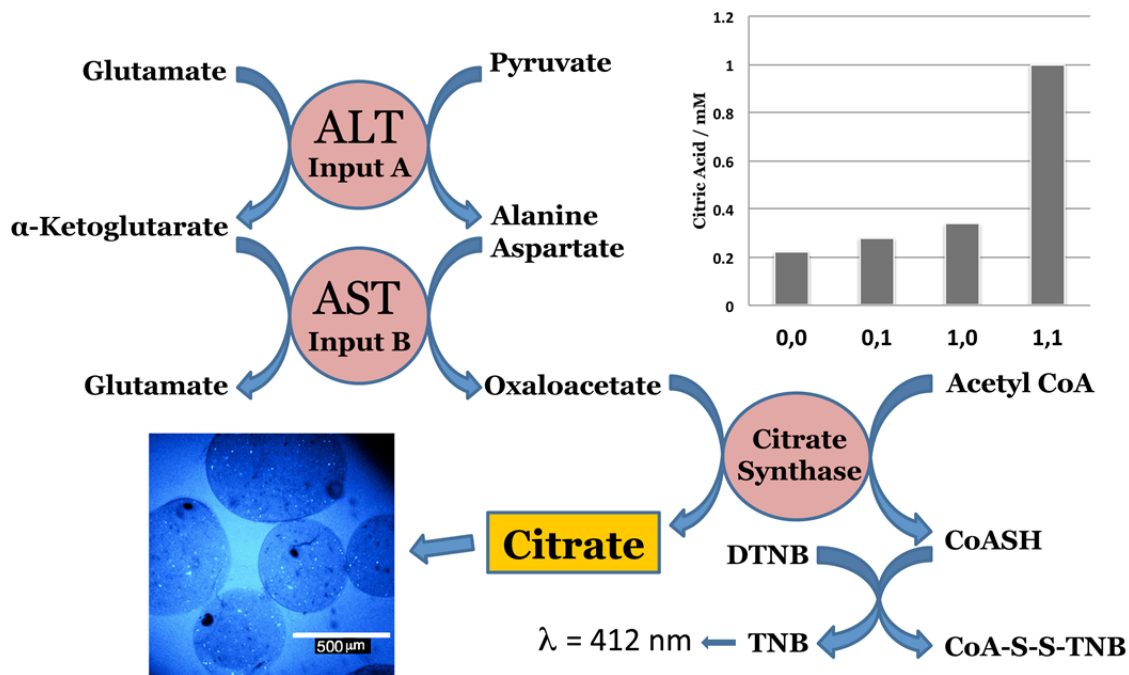 Glutamate
Pyruvate
ALT
Input A
α-Ketoglutarate
Alanine
Aspartate
AST
Input B
Glutamate
Oxaloacetate
Citric Acid / mM
1.2
1
0.8
0.6
0.4
0.2
0
0,0 0,1 1,0 1,1
Acetyl CoA
Citrate
Synthase
Citrate
DTNB
CoASH
λ = 412 nm
TNB
CoA-S-S-TNB
500 µm